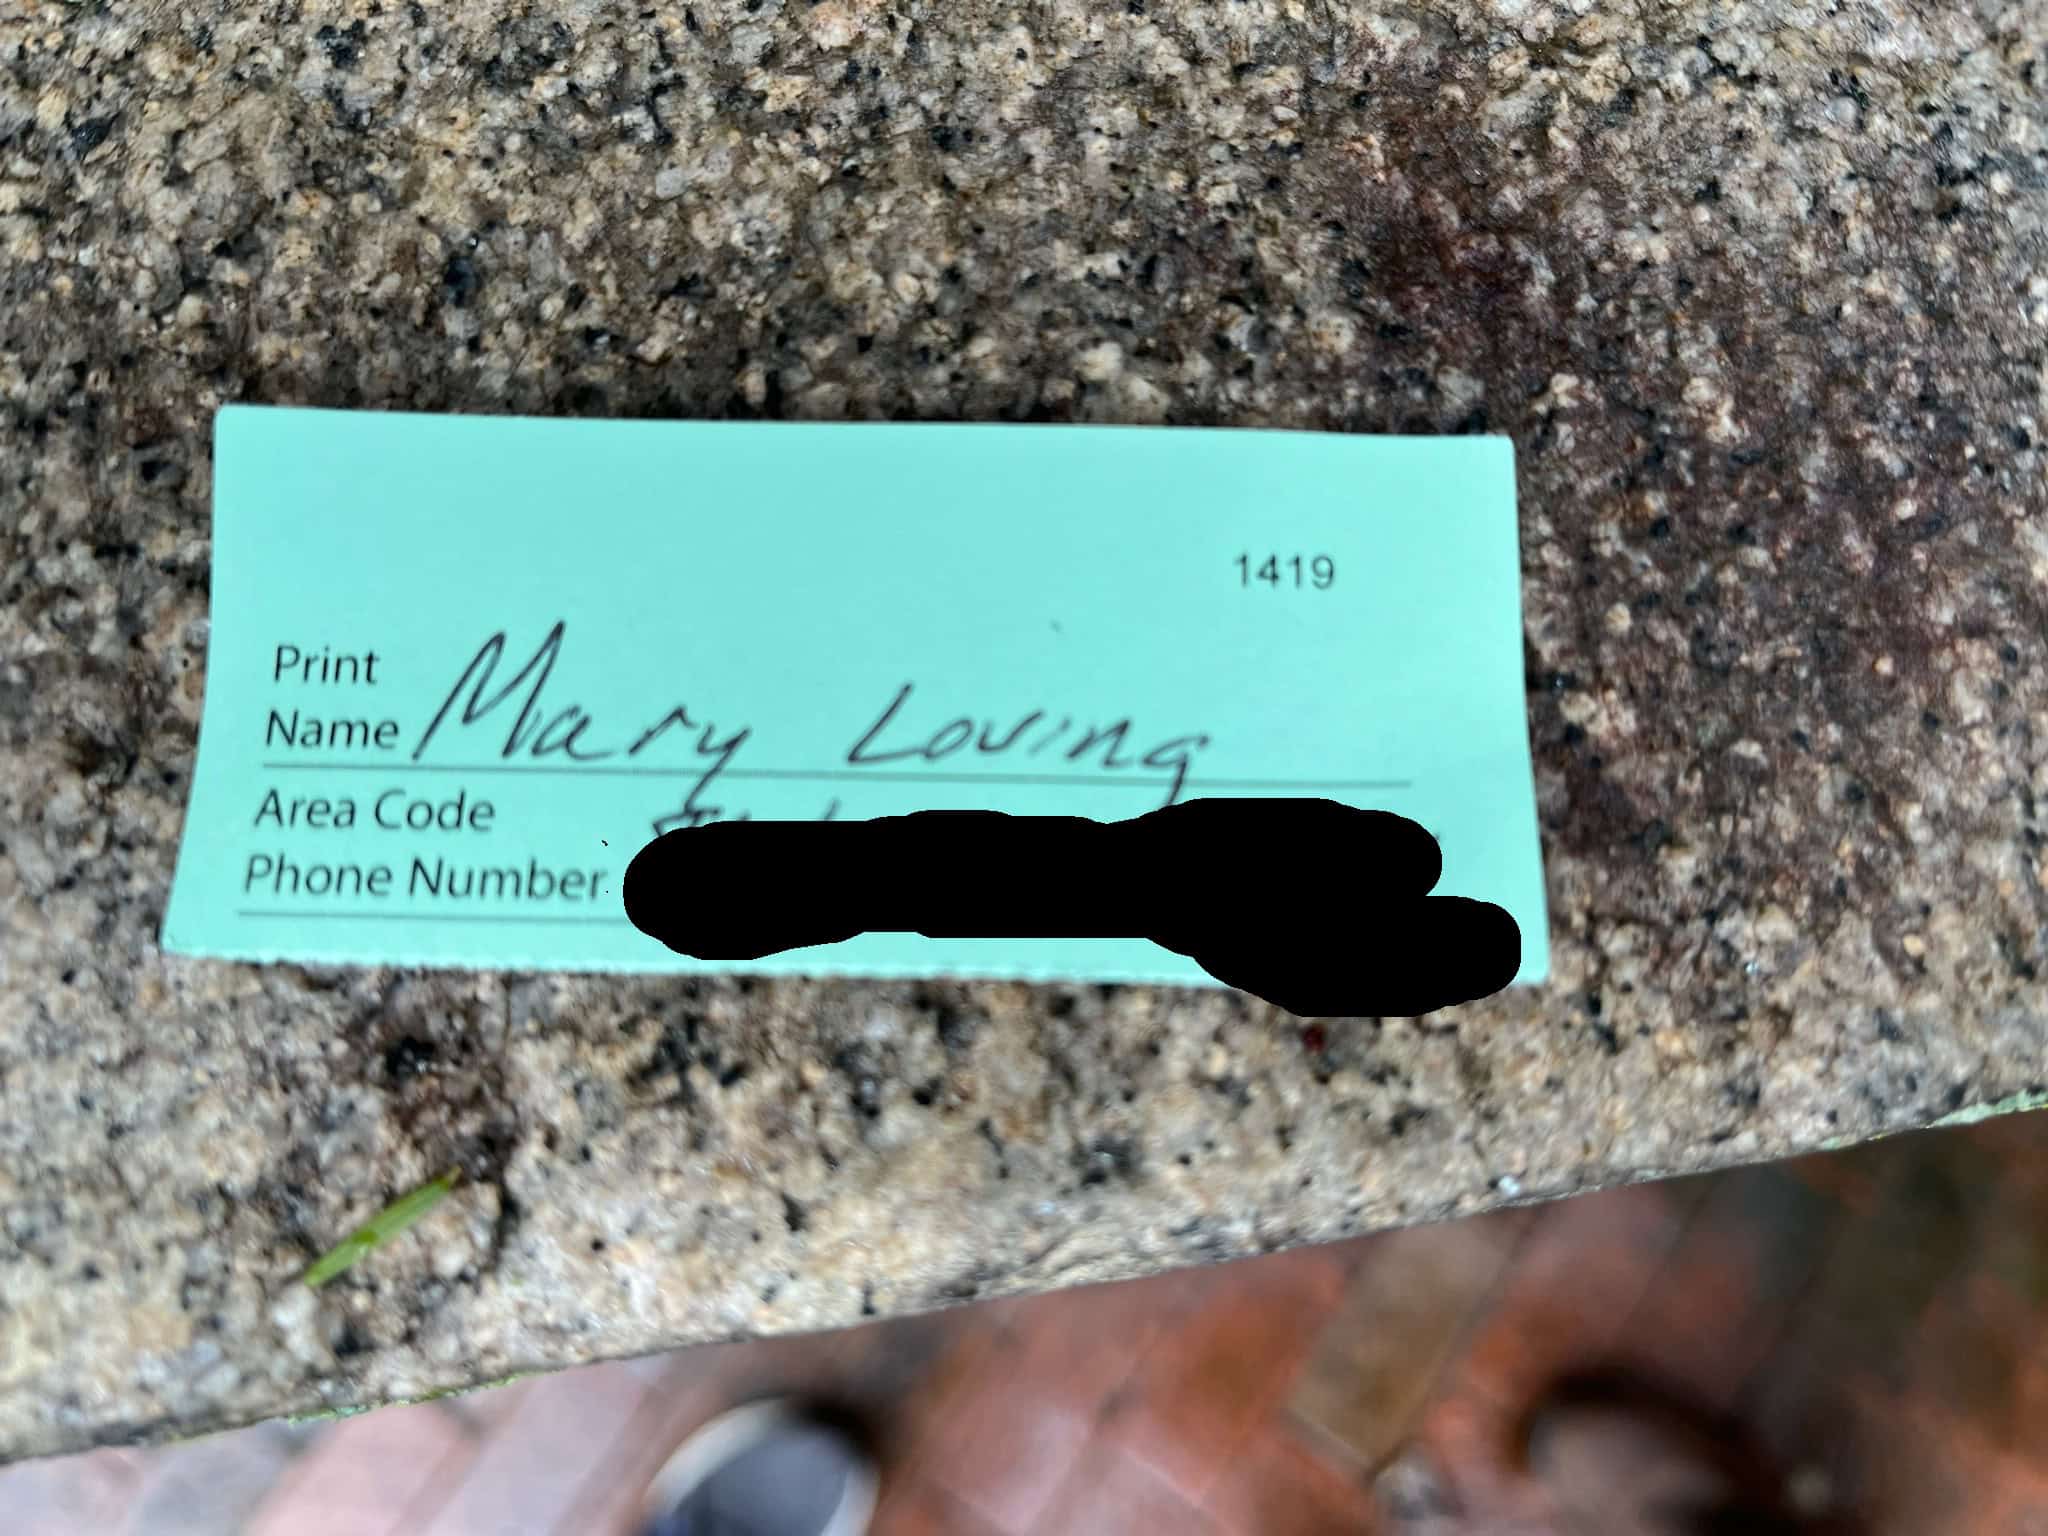 1419
Print
Name Mary Loving
Area Code
Phone Number